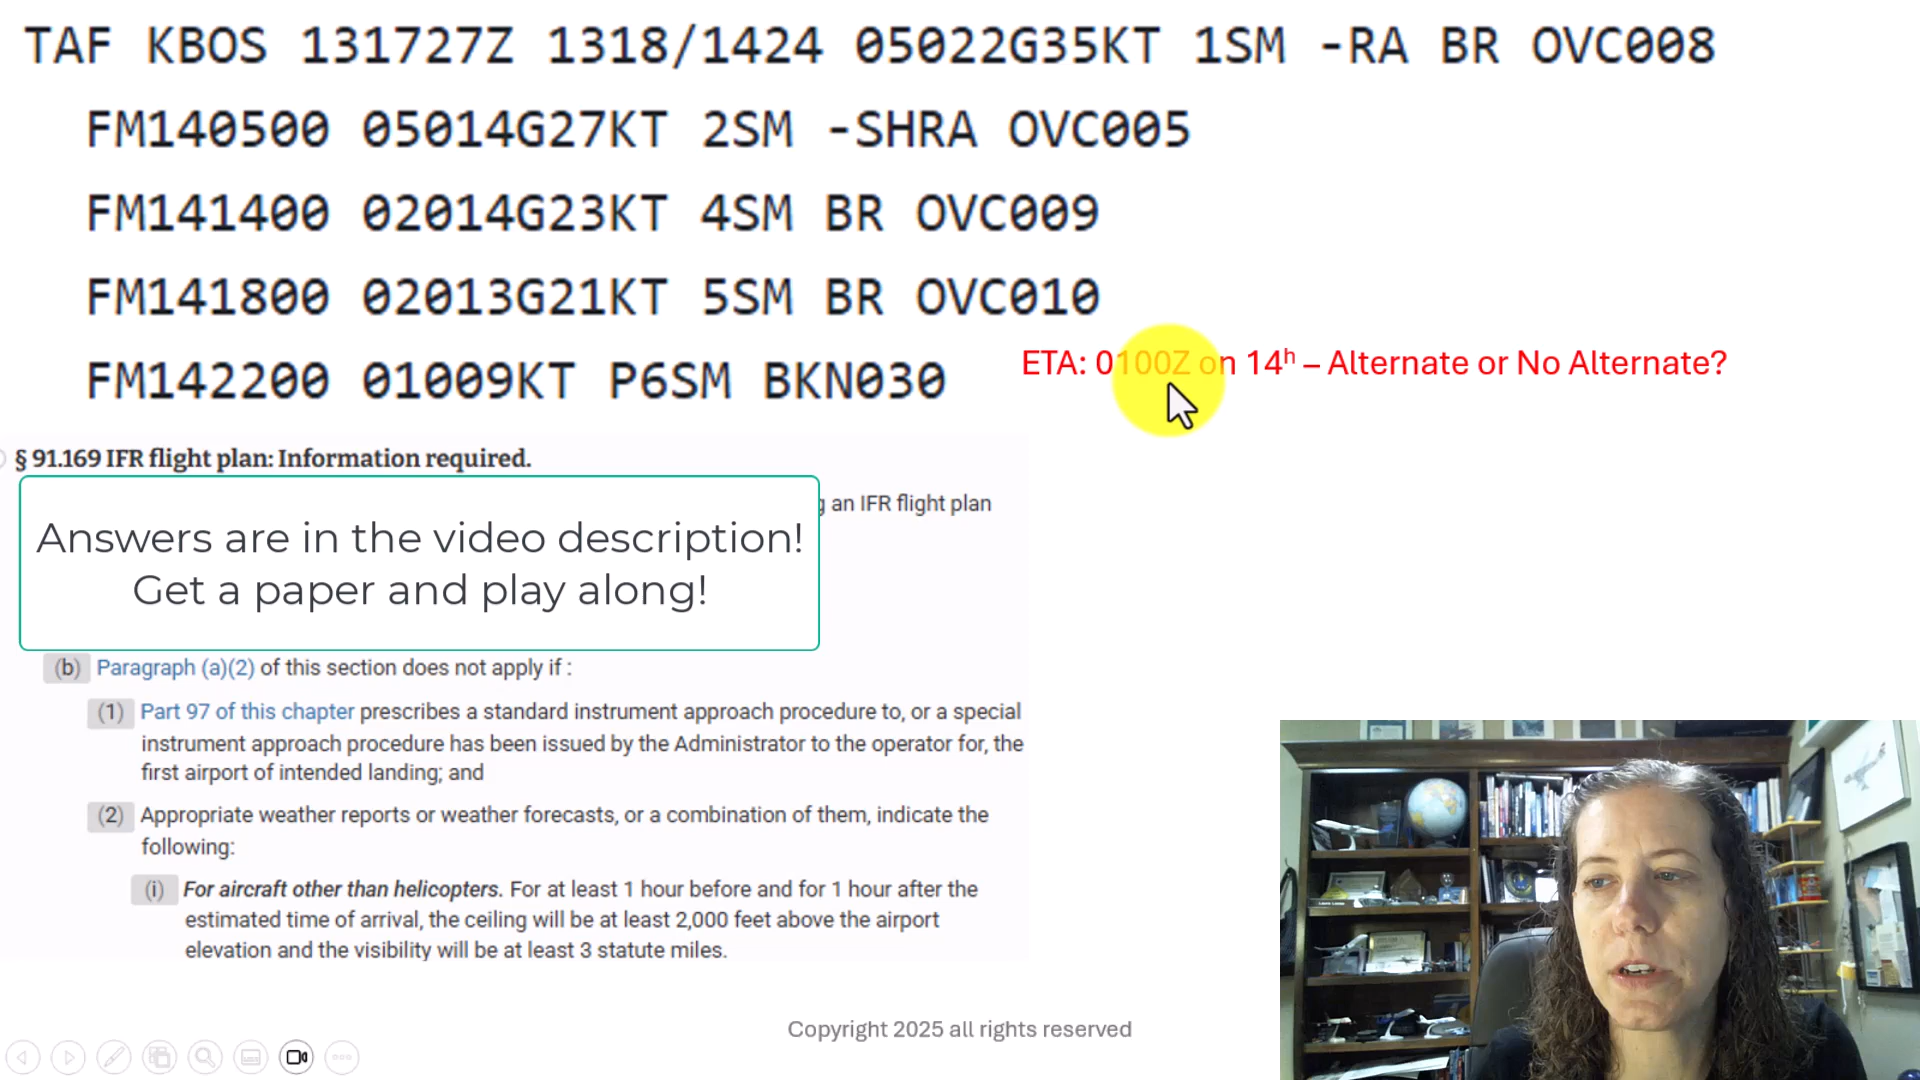 TAF KBOS 131727Z 1318/1424 05022G35KT 1SM -RA BR OVC008
FM140500 05014G27KT 2SM -SHRA OVC005
FM141400 02014G23KT 4SM BR OVC009
FM141800 02013G21KT 5SM BR OVC010
FM142200 01009KT P6SM BKN030
ETA: 0100Z on 14h – Alternate or No Alternate?
§ 91.169 IFR flight plan: Information required.
g an IFR flight plan
Answers are in the video description!
Get a paper and play along!
(b) Paragraph (a)(2) of this section does not apply if :
(1) Part 97 of this chapter prescribes a standard instrument approach procedure to, or a special
instrument approach procedure has been issued by the Administrator to the operator for, the
first airport of intended landing; and
(2) Appropriate weather reports or weather forecasts, or a combination of them, indicate the
following:
(i) For aircraft other than helicopters. For at least 1 hour before and for 1 hour after the
estimated time of arrival, the ceiling will be at least 2,000 feet above the airport
elevation and the visibility will be at least 3 statute miles.
Copyright 2025 all rights reserved